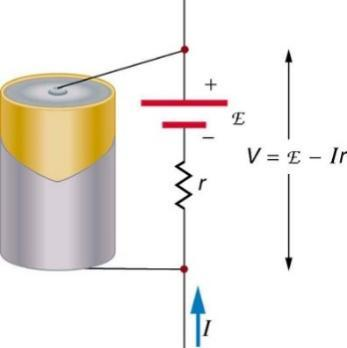 +
ℰ
−
r
V = ℰ − Ir
I